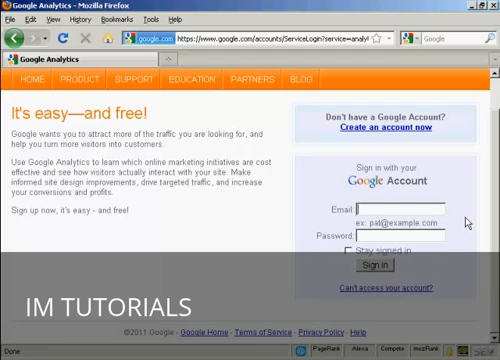 Google Analytics - Mozilla Firefox
File Edit View History Bookmarks Tools Help
google.com https://www.google.com/accounts/ServiceLogin?service=analyt Google
Google Analytics
HOME PRODUCT SUPPORT EDUCATION PARTNERS BLOG
It's easy—and free!
Google wants you to attract more of the traffic you are looking for, and
help you turn more visitors into customers.
Use Google Analytics to learn which online marketing initiatives are cost
effective and see how visitors actually interact with your site. Make
informed site design improvements, drive targeted traffic, and increase
your conversions and profits.
Sign up now, it's easy - and free!
Don't have a Google Account?
Create an account now
Sign in with your
Google Account
Email:
ex: pat@example.com
Password:
Stay signed in
Sign in
Can't access your account?
IM TUTORIALS
©2011 Google - Google Home - Terms of Service - Privacy Policy - Help
Done PageRank Alexa Compete mozRank